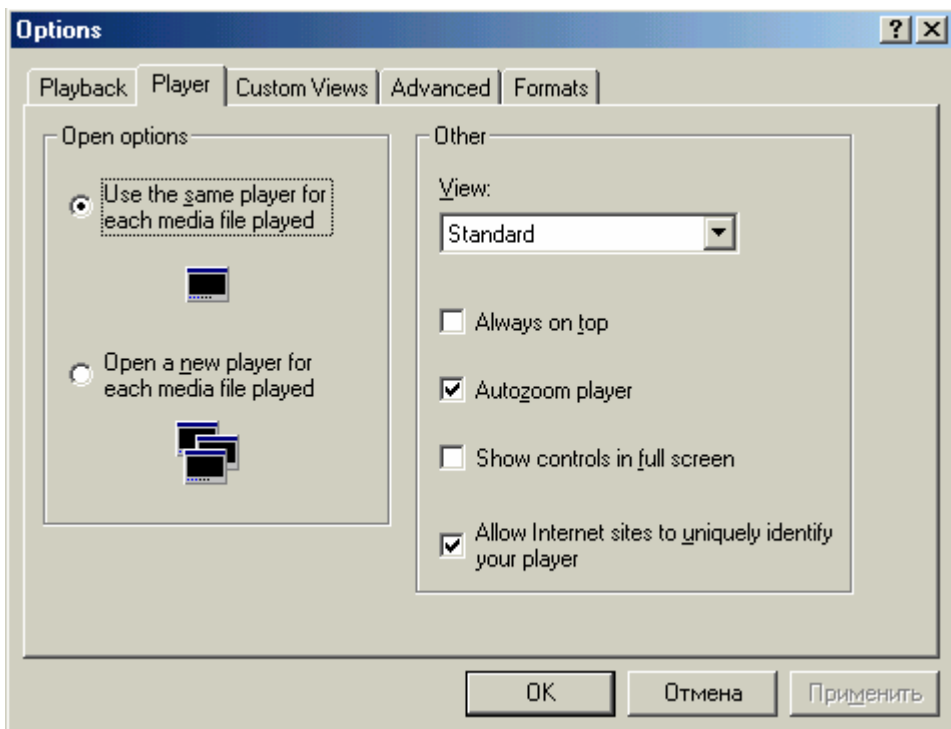 Options
Playback Player Custom Views Advanced Formats
Open options
Use the same player for
each media file played
Open a new player for
each media file played
Other
View:
Standard
Always on top
Autozoom player
Show controls in full screen
Allow Internet sites to uniquely identify
your player
OK Отмена Применить